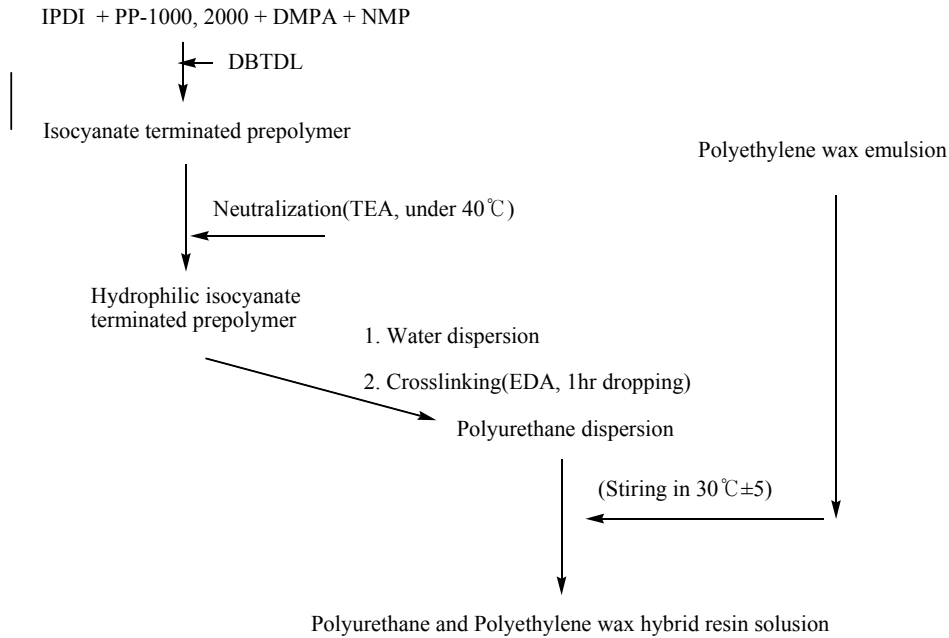 IPDI + PP-1000, 2000 + DMPA + NMP
DBTDL
Isocyanate terminated prepolymer
Polyethylene wax emulsion
Neutralization(TEA, under 40℃)
Hydrophilic isocyanate
terminated prepolymer
1. Water dispersion
2. Crosslinking(EDA, 1hr dropping)
Polyurethane dispersion
(Stiring in 30℃±5)
Polyurethane and Polyethylene wax hybrid resin solusion